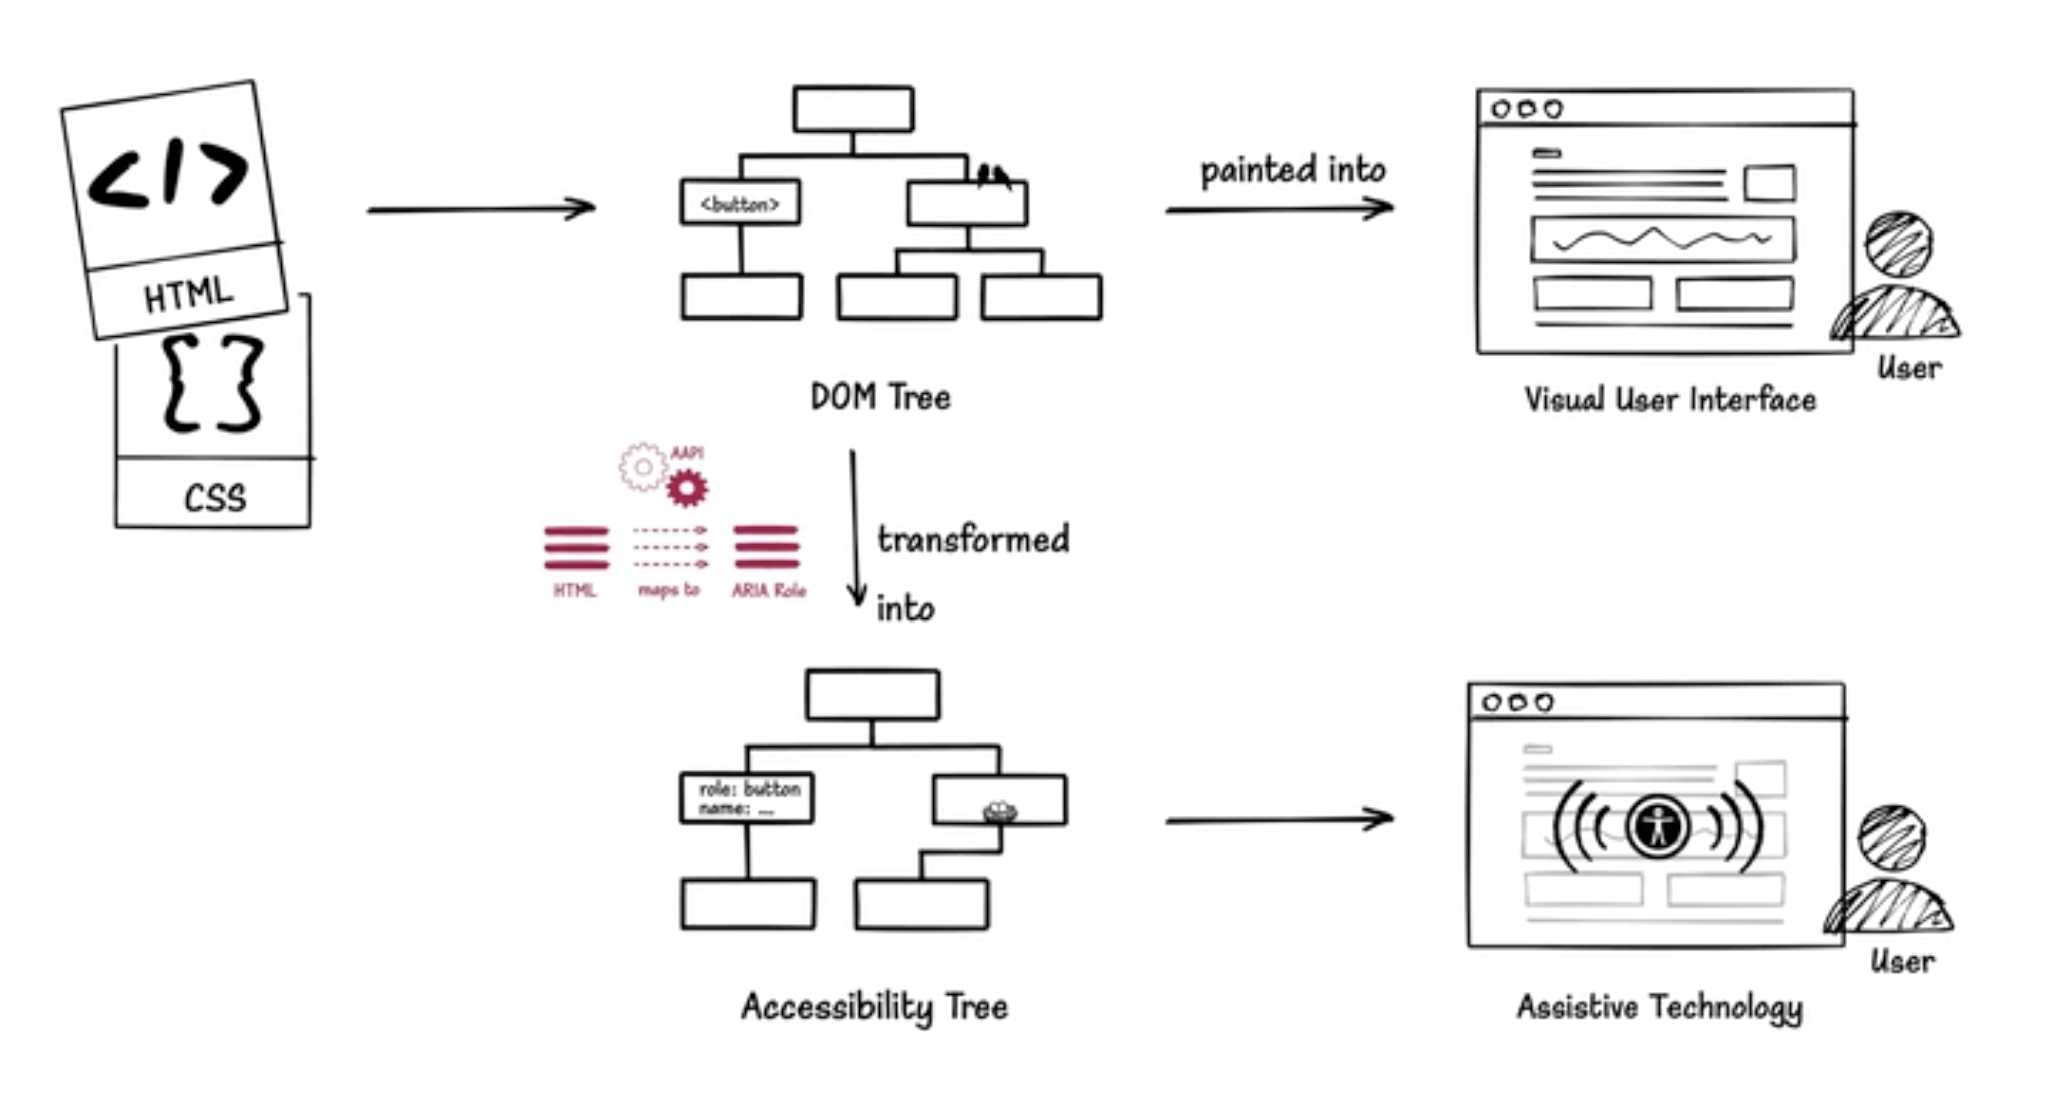 </>
HTML
{ }
CSS
<button>
DOM Tree
painted into
User
Visual User Interface
AAPI
HTML
maps to
ARIA Role
transformed
into
role: button
name: ...
Accessibility Tree
User
Assistive Technology